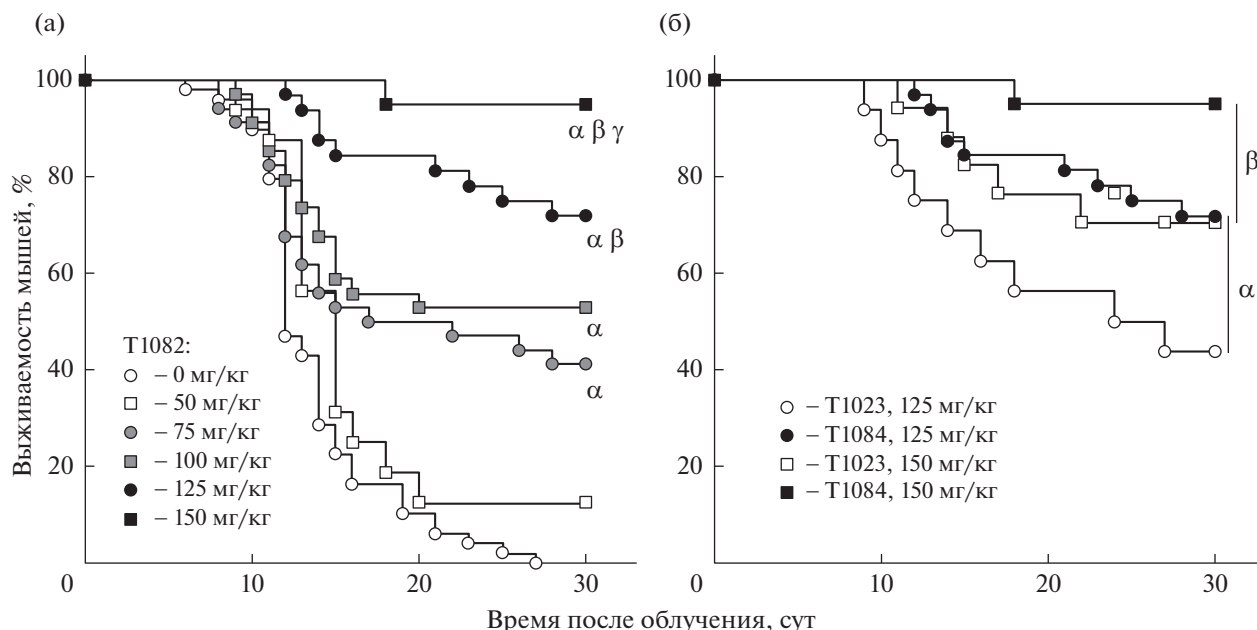 (а)
100
80
60
40
20
0
10
20
30
Выживаемость мышей, %
α β γ
α β
α
α
T1082:
– 0 мг/кг
– 50 мг/кг
– 75 мг/кг
– 100 мг/кг
– 125 мг/кг
– 150 мг/кг
(б)
100
80
60
40
20
0
10
20
30
β
α
– T1023, 125 мг/кг
– T1084, 125 мг/кг
– T1023, 150 мг/кг
– T1084, 150 мг/кг
Время после облучения, сут